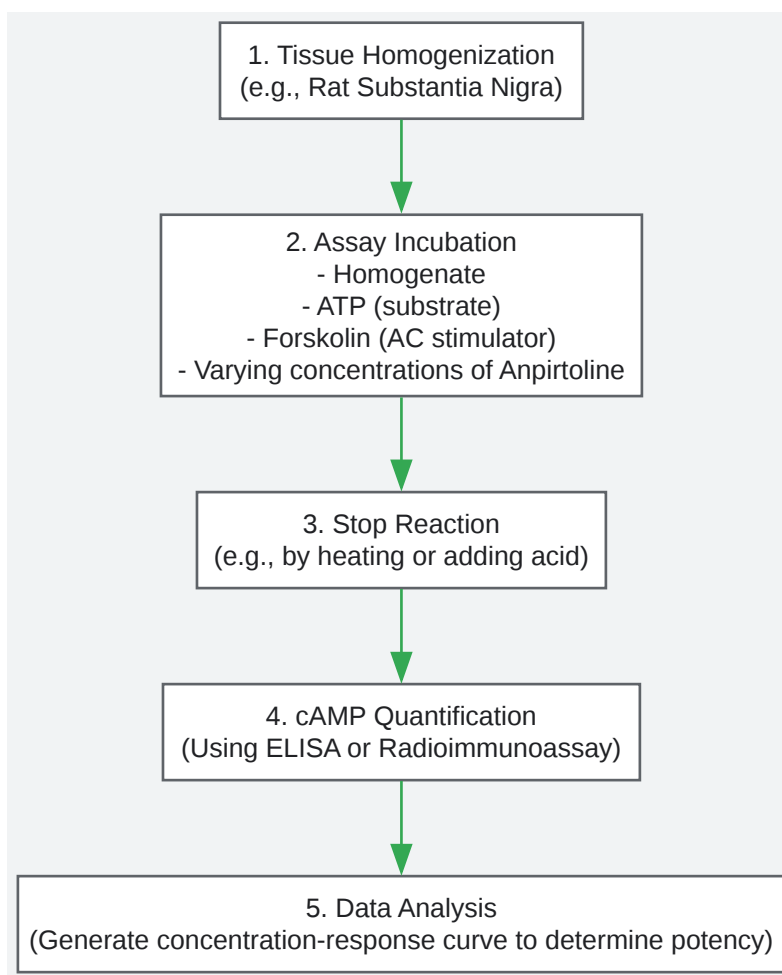 1. Tissue Homogenization
(e.g., Rat Substantia Nigra)
2. Assay Incubation
- Homogenate
- ATP (substrate)
- Forskolin (AC stimulator)
- Varying concentrations of Anpirtoline
3. Stop Reaction
(e.g., by heating or adding acid)
4. cAMP Quantification
(Using ELISA or Radioimmunoassay)
5. Data Analysis
(Generate concentration-response curve to determine potency)